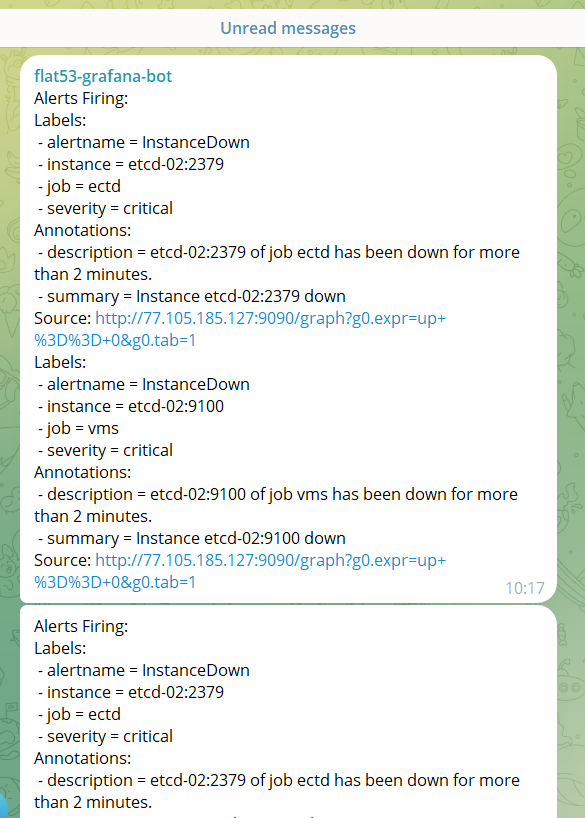 Unread messages
flat53-grafana-bot
Alerts Firing:
Labels:
- alertname = InstanceDown
- instance = etcd-02:2379
- job = ectd
- severity = critical
Annotations:
- description = etcd-02:2379 of job ectd has been down for more
than 2 minutes.
- summary = Instance etcd-02:2379 down
Source: http://77.105.185.127:9090/graph?g0.expr=up+
%3D%3D+0&g0.tab=1
Labels:
- alertname = InstanceDown
- instance = etcd-02:9100
- job = vms
- severity = critical
Annotations:
- description = etcd-02:9100 of job vms has been down for more
than 2 minutes.
- summary = Instance etcd-02:9100 down
Source: http://77.105.185.127:9090/graph?g0.expr=up+
%3D%3D+0&g0.tab=1
10:17
Alerts Firing:
Labels:
- alertname = InstanceDown
- instance = etcd-02:2379
- job = ectd
- severity = critical
Annotations:
- description = etcd-02:2379 of job ectd has been down for more
than 2 minutes.